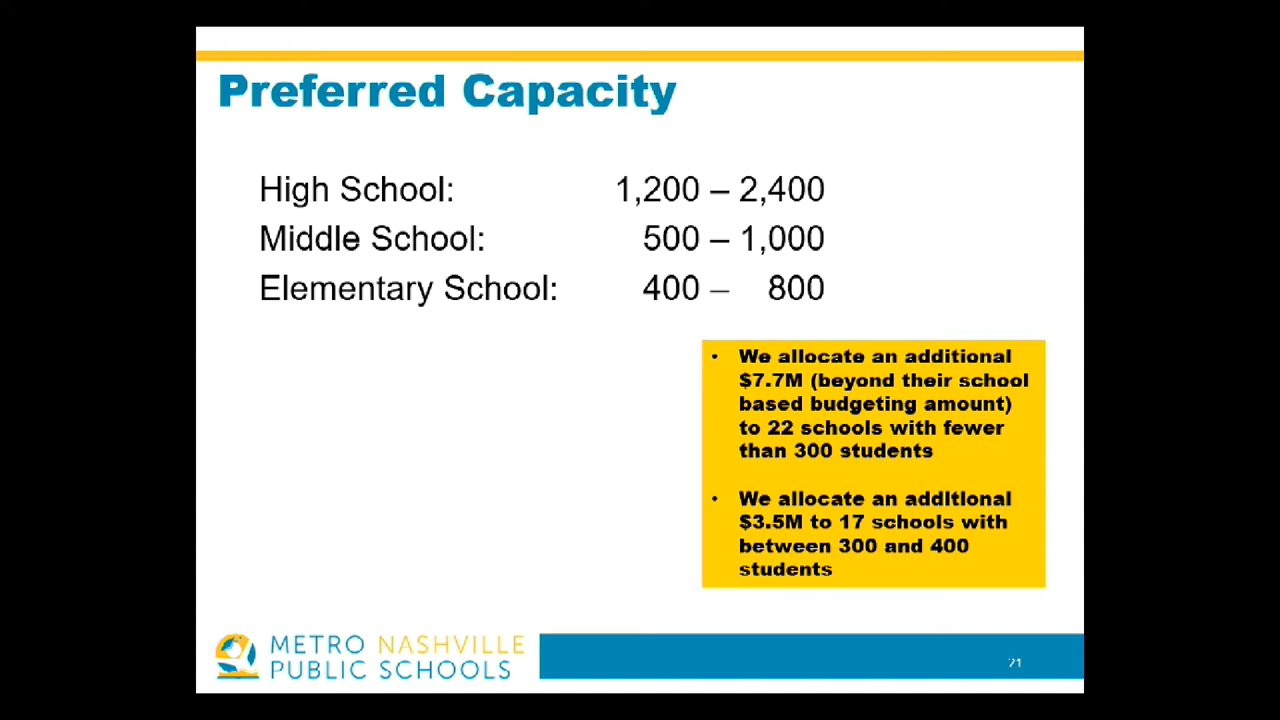 Preferred Capacity
High School: 1,200 – 2,400
Middle School: 500 – 1,000
Elementary School: 400 – 800
• We allocate an additional
$7.7M (beyond their school
based budgeting amount)
to 22 schools with fewer
than 300 students
• We allocate an additional
$3.5M to 17 schools with
between 300 and 400
students
METRO NASHVILLE
PUBLIC SCHOOLS
21